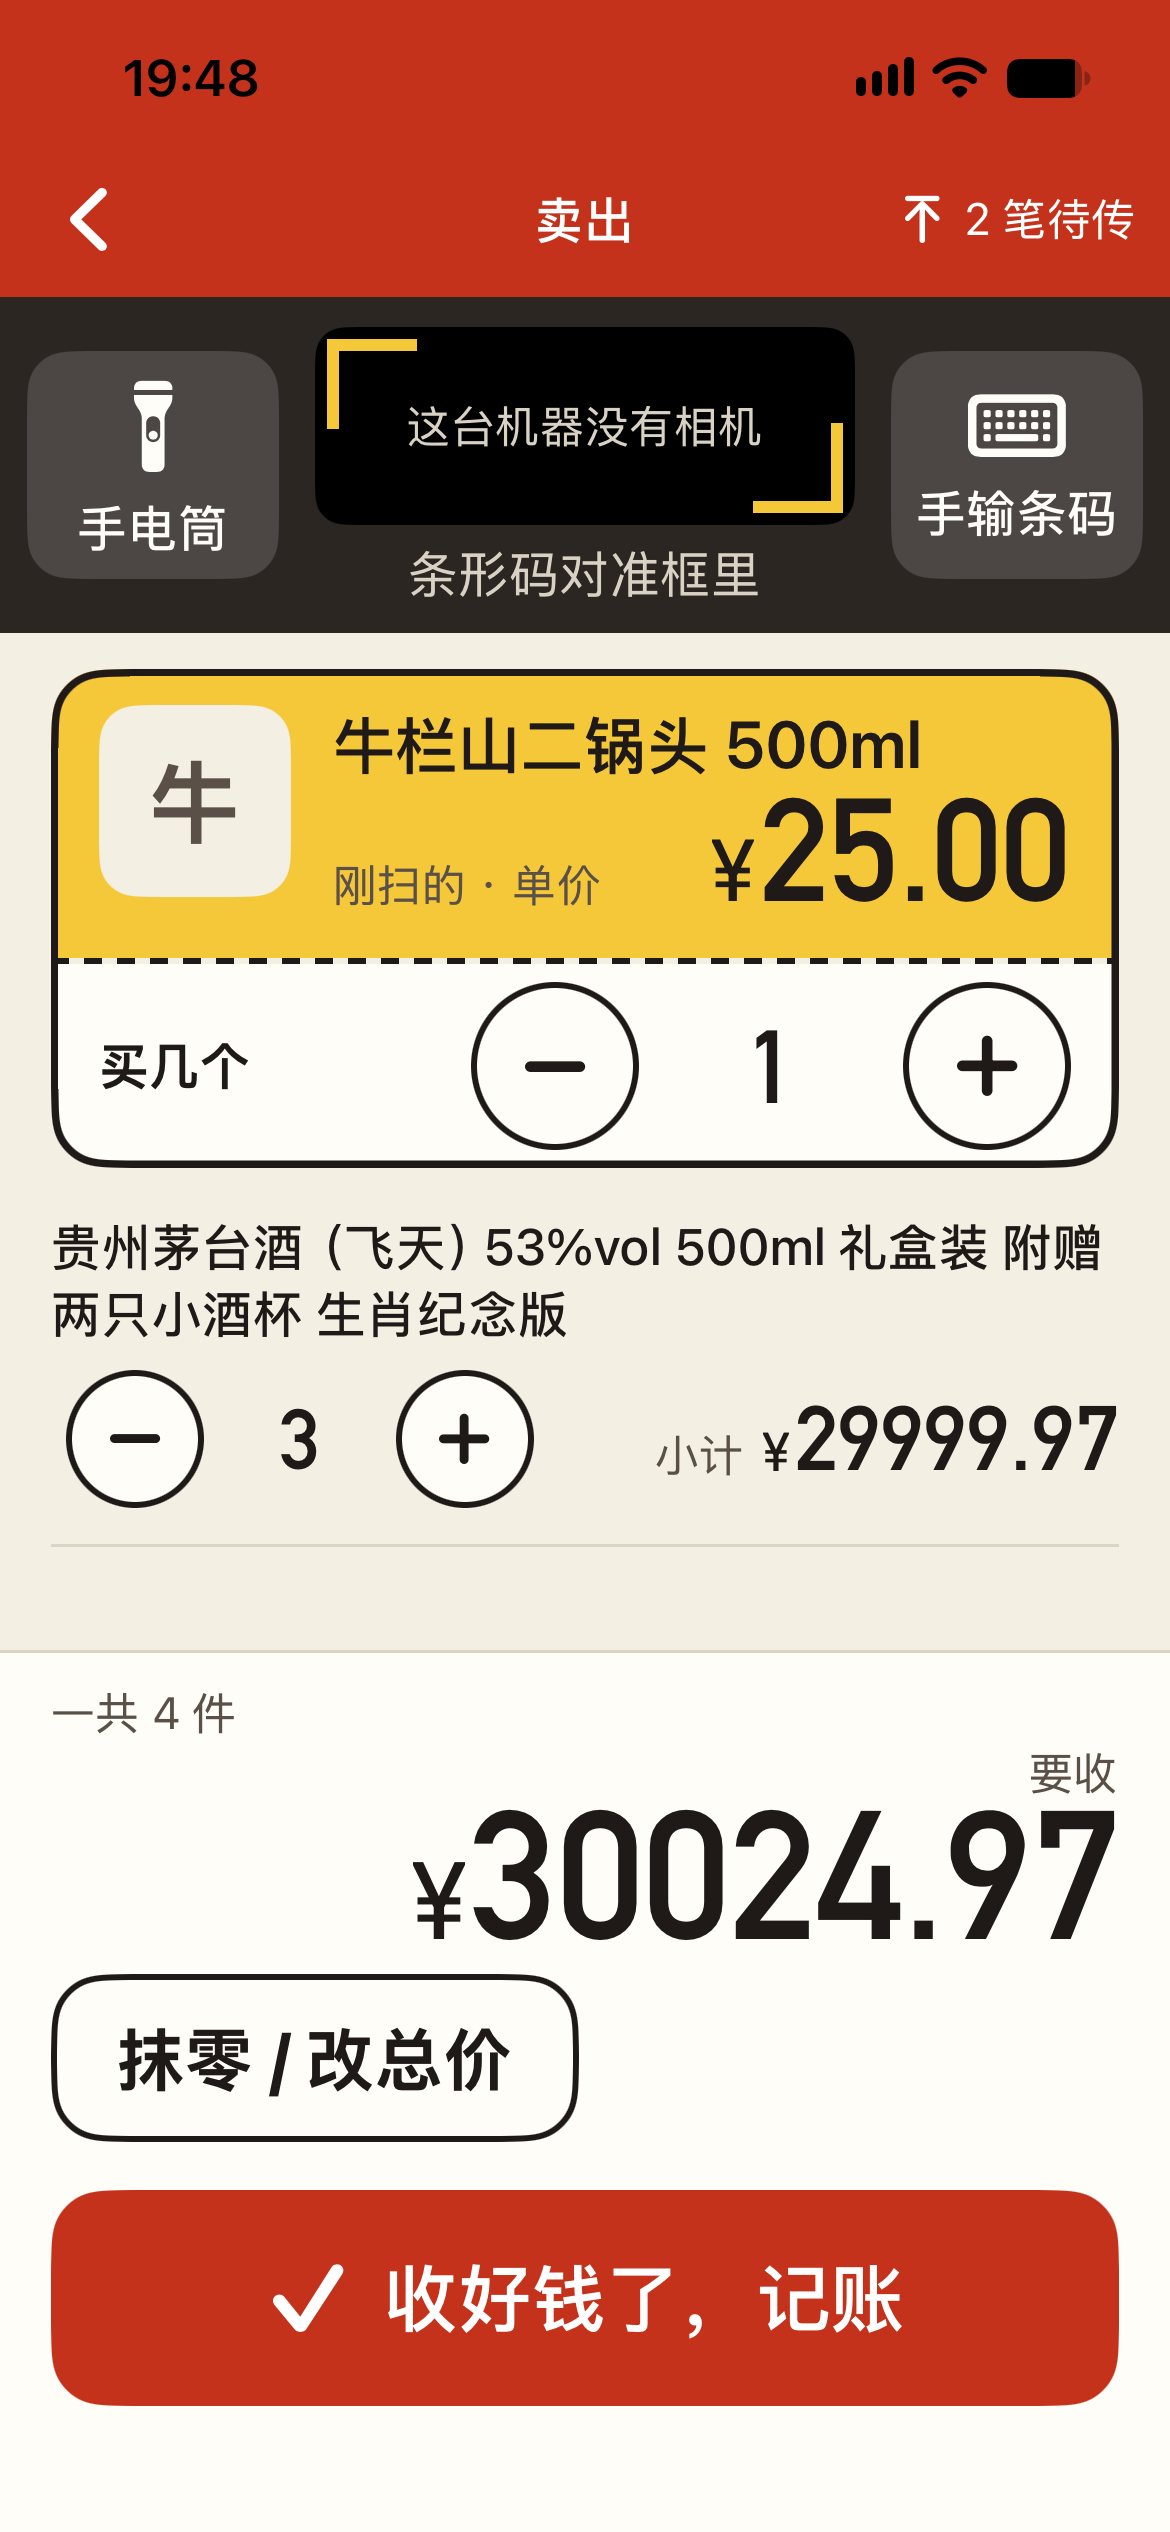 19:48
卖出
2 笔待传
手电筒
这台机器没有相机
条形码对准框里
手输条码
牛
牛栏山二锅头 500ml
刚扫的 · 单价
¥25.00
买几个
1
贵州茅台酒（飞天）53%vol 500ml 礼盒装 附赠
两只小酒杯 生肖纪念版
3
小计 ¥29999.97
一共 4 件
要收
¥30024.97
抹零 / 改总价
收好钱了，记账